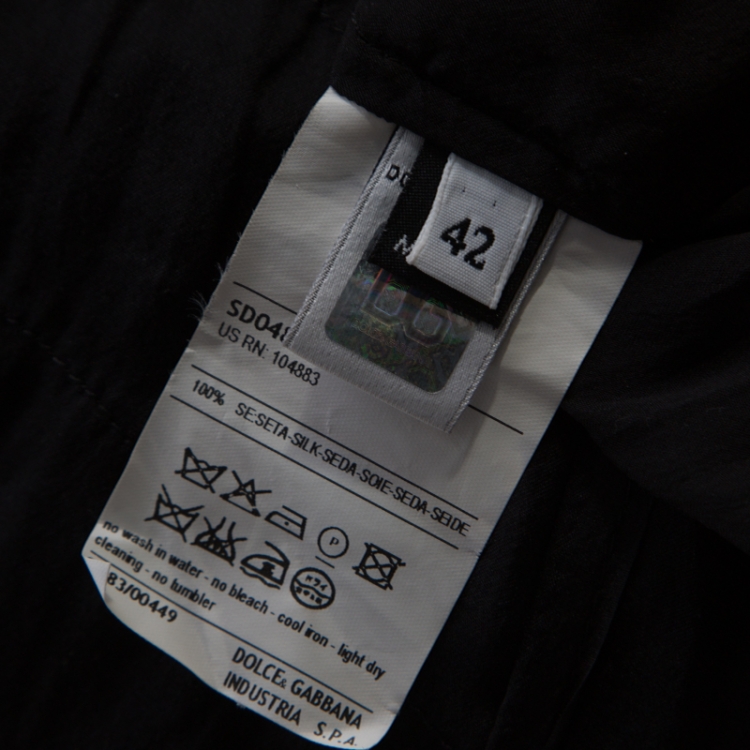 42
SD04
US RN: 104883
100% SE:SETA-SILK-SEDA-SOIE-SEDA-SEIDE
P
no wash in water - no bleach - cool iron - light dry
cleaning - no tumbler
83/00449
DOLCE & GABBANA
INDUSTRIA S.P.A.